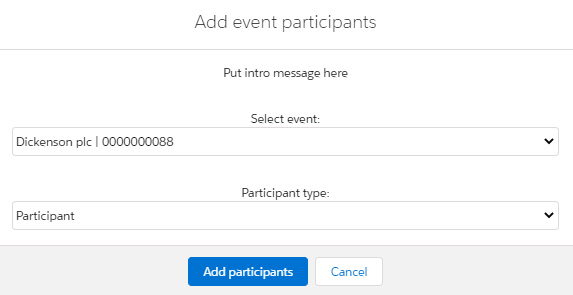 Add event participants
Put intro message here
Select event:
Dickenson plc | 0000000088
Participant type:
Participant
Add participants Cancel